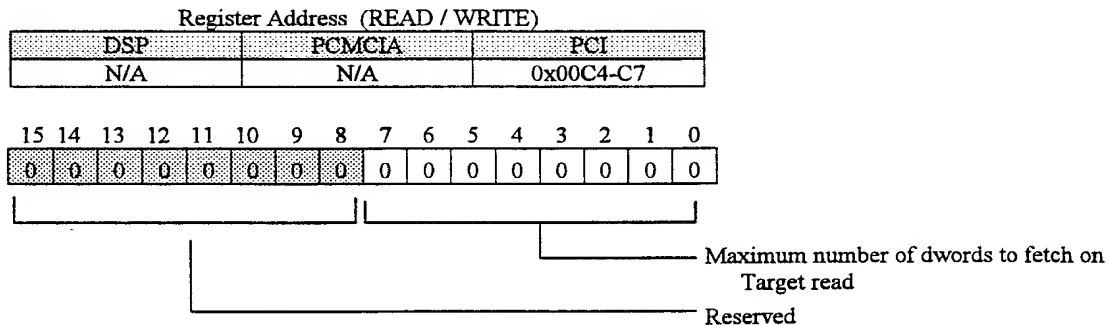 Register Address (READ / WRITE)
DSP PCMCIA PCI
N/A N/A 0x00C4-C7
15 14 13 12 11 10 9 8 7 6 5 4 3 2 1 0
0 0 0 0 0 0 0 0 0 0 0 0 0 0 0 0
Maximum number of dwords to fetch on
Target read
Reserved